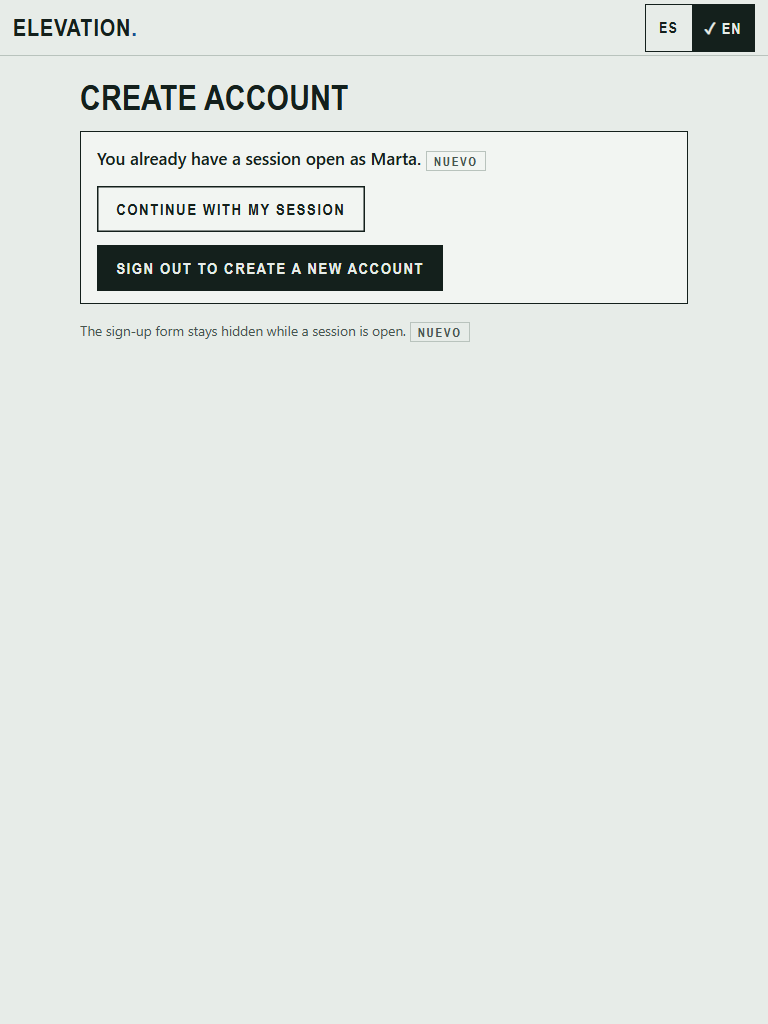 ELEVATION.
ES ✓ EN
CREATE ACCOUNT
You already have a session open as Marta. NUEVO
CONTINUE WITH MY SESSION
SIGN OUT TO CREATE A NEW ACCOUNT
The sign-up form stays hidden while a session is open. NUEVO